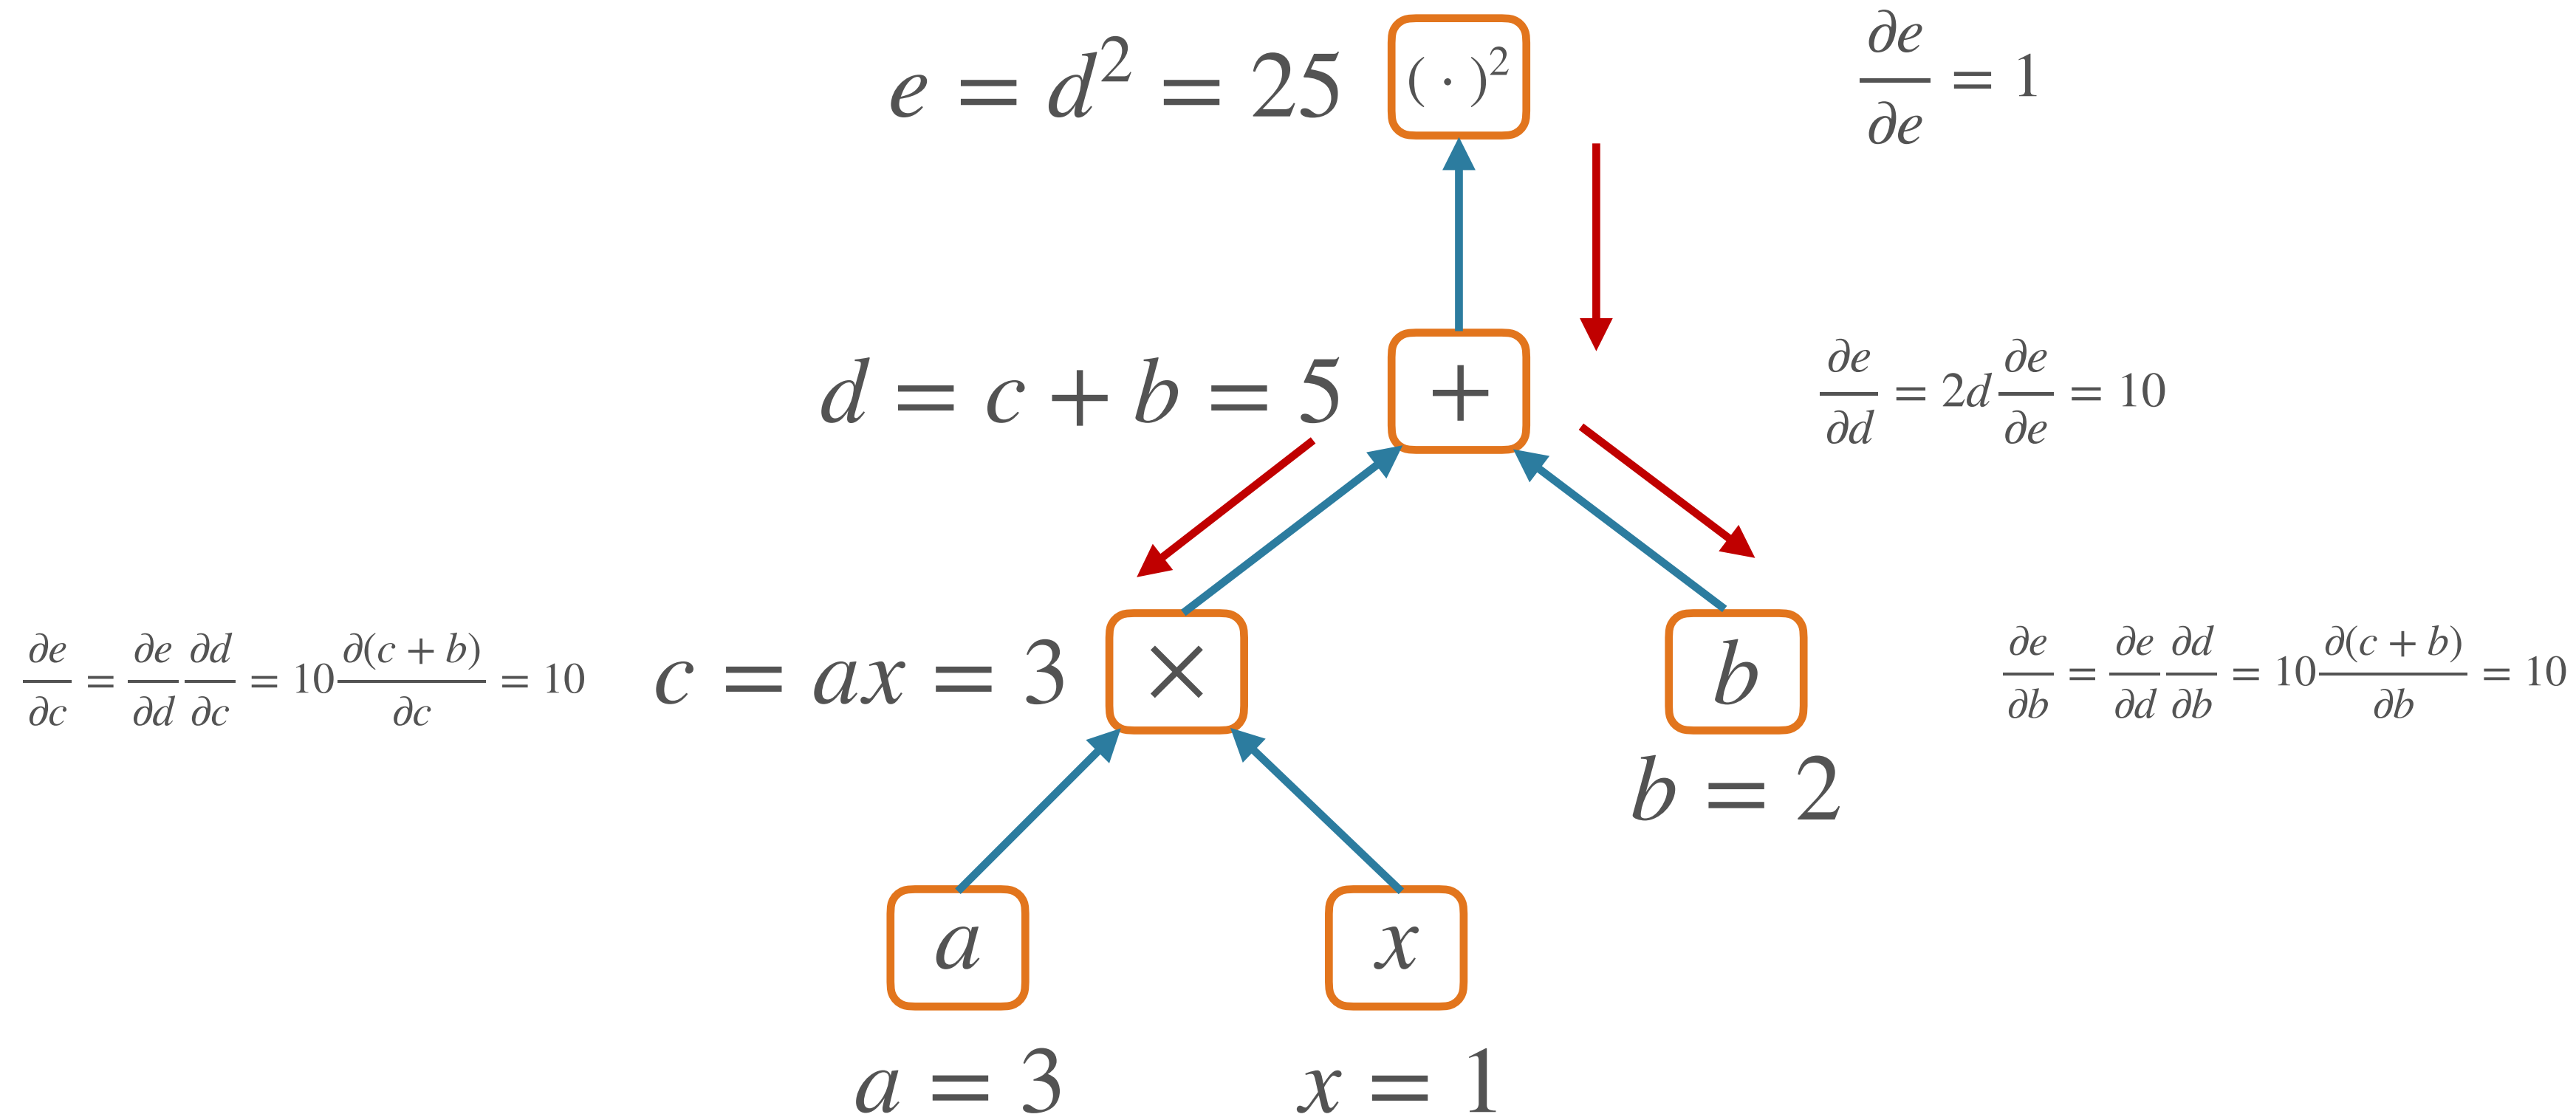 e = d² = 25
(·)²
∂e/∂e = 1
d = c + b = 5
+
∂e/∂d = 2d ∂e/∂e = 10
∂e/∂c = ∂e/∂d ∂d/∂c = 10 ∂(c + b)/∂c = 10
c = ax = 3
×
b
∂e/∂b = ∂e/∂d ∂d/∂b = 10 ∂(c + b)/∂b = 10
b = 2
a
x
a = 3
x = 1